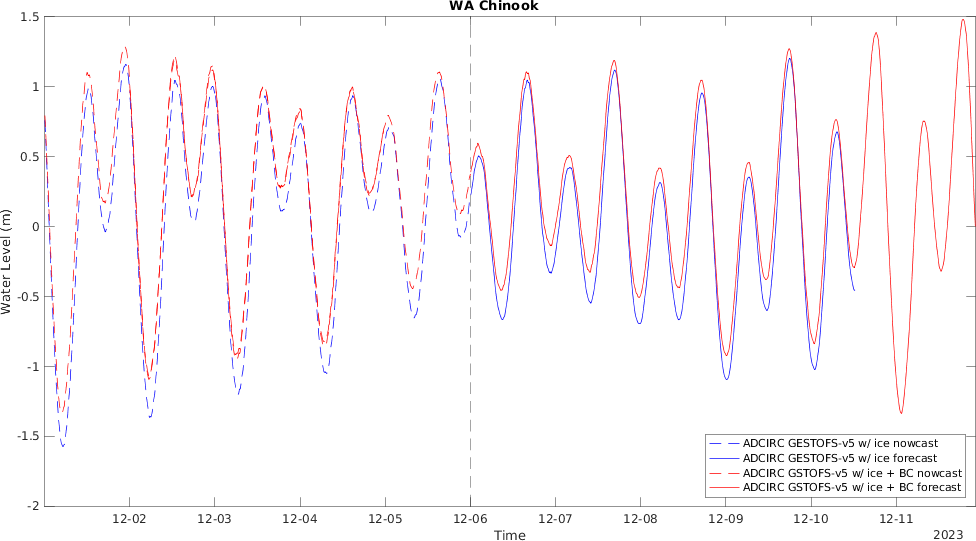 WA Chinook
1.5
1
0.5
0
-0.5
-1
-1.5
-2
Water Level (m)
12-02
12-03
12-04
12-05
12-06
12-07
12-08
12-09
12-10
12-11
Time
2023
ADCIRC GESTOFS-v5 w/ ice nowcast
ADCIRC GESTOFS-v5 w/ ice forecast
ADCIRC GSTOFS-v5 w/ ice + BC nowcast
ADCIRC GSTOFS-v5 w/ ice + BC forecast